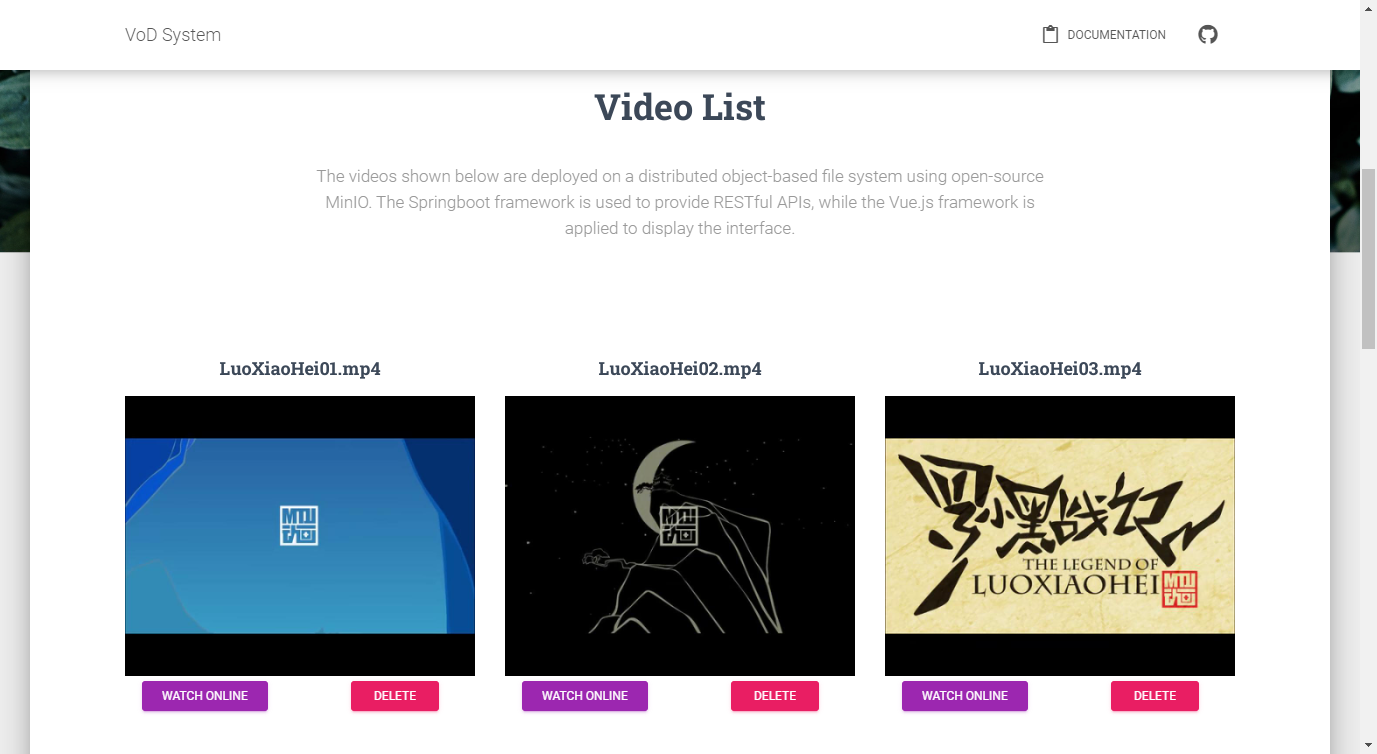 VoD System
DOCUMENTATION
Video List
The videos shown below are deployed on a distributed object-based file system using open-source
MinIO. The Springboot framework is used to provide RESTful APIs, while the Vue.js framework is
applied to display the interface.
LuoXiaoHei01.mp4
LuoXiaoHei02.mp4
LuoXiaoHei03.mp4
罗小黑战记
THE LEGEND OF
LUOXIAOHEI
WATCH ONLINE
DELETE
WATCH ONLINE
DELETE
WATCH ONLINE
DELETE